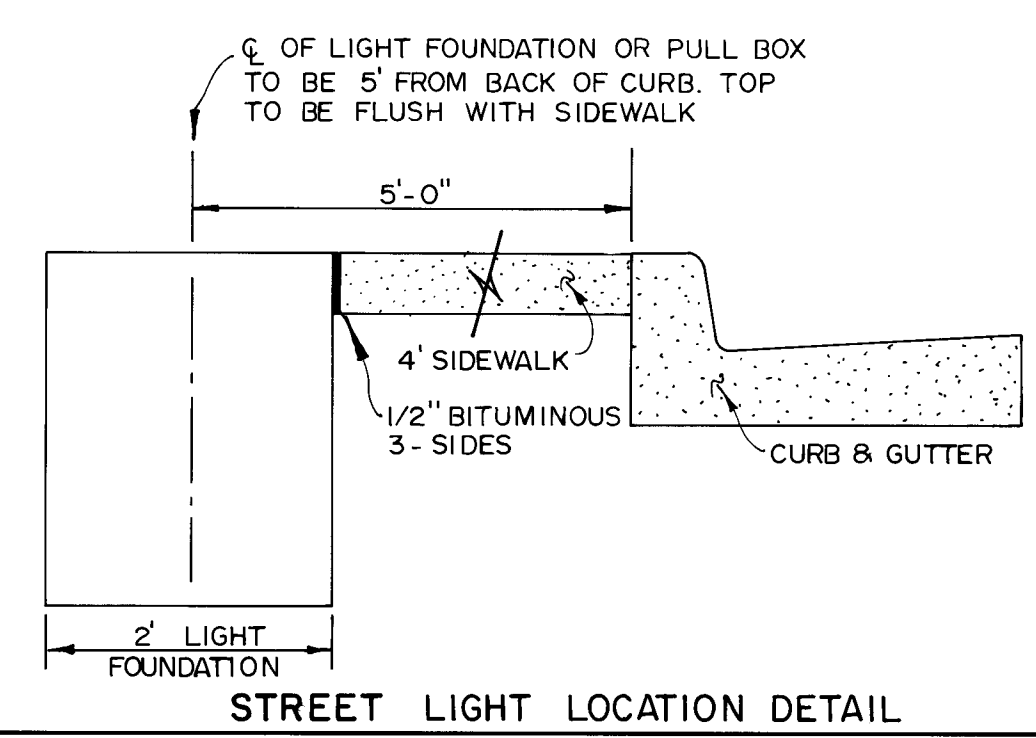 ℄ OF LIGHT FOUNDATION OR PULL BOX
TO BE 5' FROM BACK OF CURB. TOP
TO BE FLUSH WITH SIDEWALK
5'-0"
4' SIDEWALK
1/2" BITUMINOUS
3- SIDES
CURB & GUTTER
2' LIGHT
FOUNDATION
STREET LIGHT LOCATION DETAIL